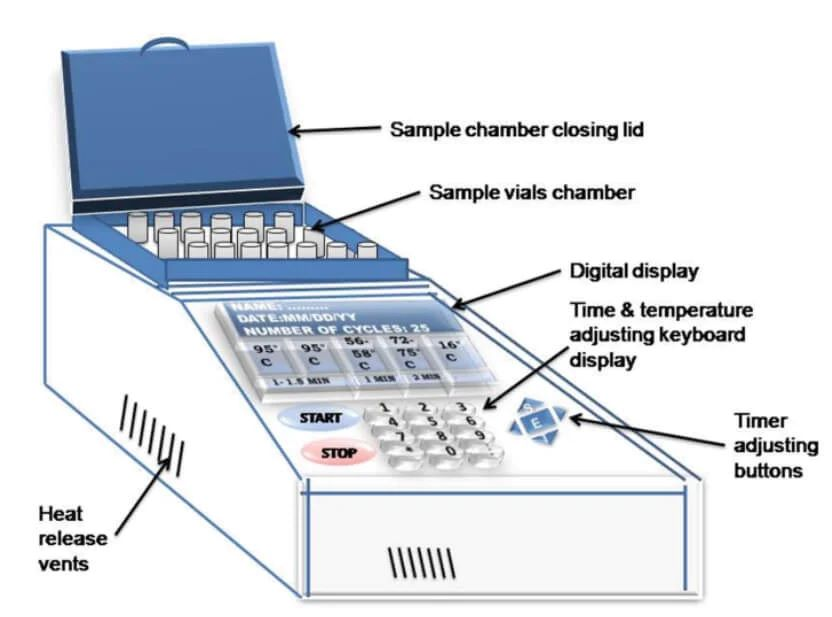 Sample chamber closing lid
Sample vials chamber
Digital display
Time & temperature
adjusting keyboard
display
NAME: .........
DATE:MM/DD/YY
NUMBER OF CYCLES: 25
95°
C
95°
C
56-
58°
C
72-
75°
C
16°
C
1- 1.5 MIN
1 MIN
2 MIN
START
STOP
1 2 3
4 5 6
7 8 9
* 0
S
E
Timer
adjusting
buttons
Heat
release
vents